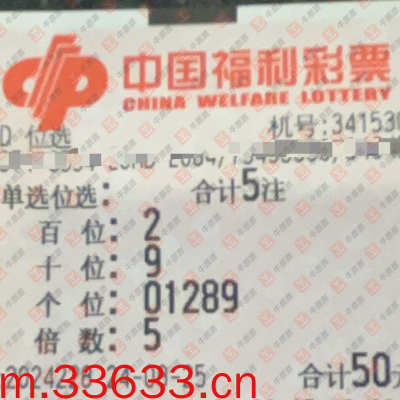 中国福利彩票
CHINA WELFARE LOTTERY
D 位选 机号:341530
单选位选: 合计5注
百位: 2
十位: 9
个位: 01289
倍数: 5
合计50元
m.33633.com.cn